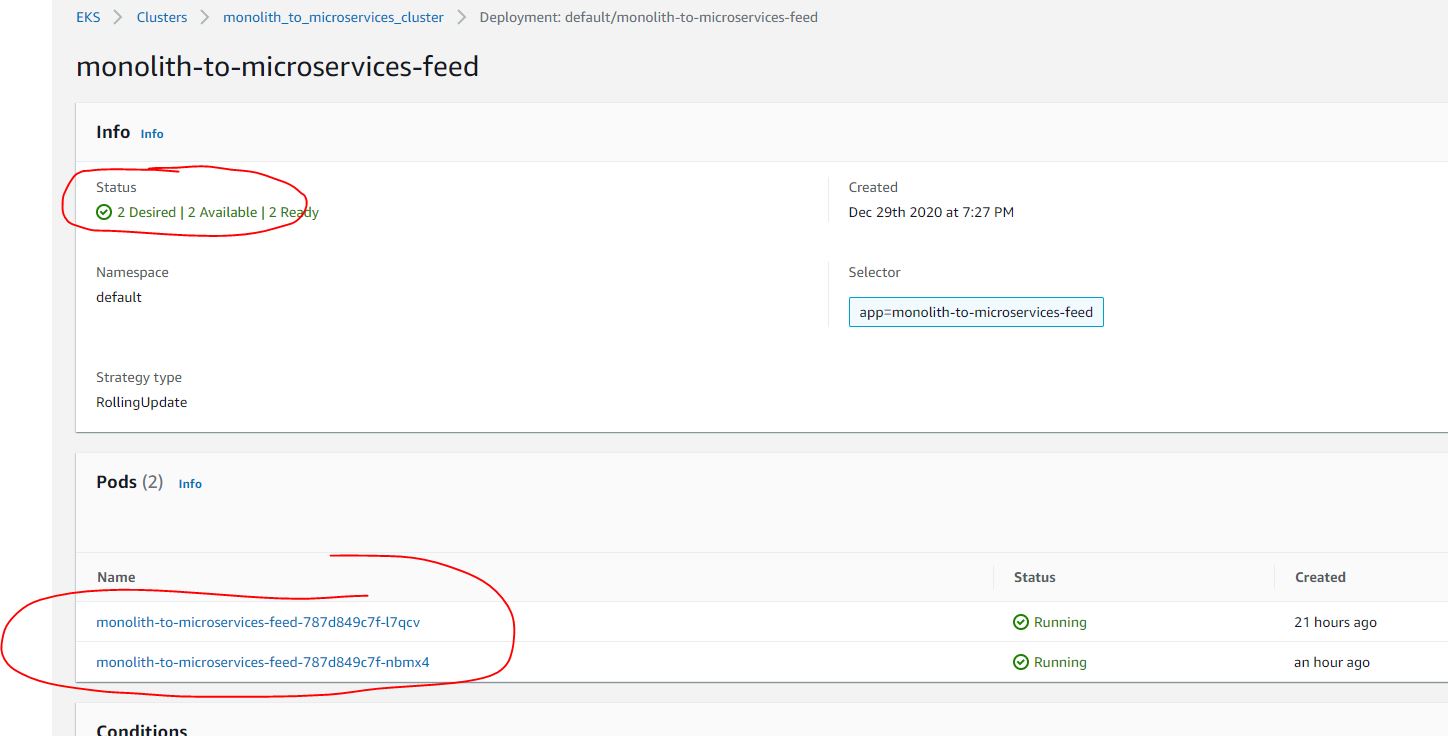 EKS > Clusters > monolith_to_microservices_cluster > Deployment: default/monolith-to-microservices-feed
monolith-to-microservices-feed
Info Info
Status
2 Desired | 2 Available | 2 Ready
Created
Dec 29th 2020 at 7:27 PM
Namespace
default
Selector
app=monolith-to-microservices-feed
Strategy type
RollingUpdate
Pods (2) Info
Name Status Created
monolith-to-microservices-feed-787d849c7f-l7qcv Running 21 hours ago
monolith-to-microservices-feed-787d849c7f-nbmx4 Running an hour ago
Conditions